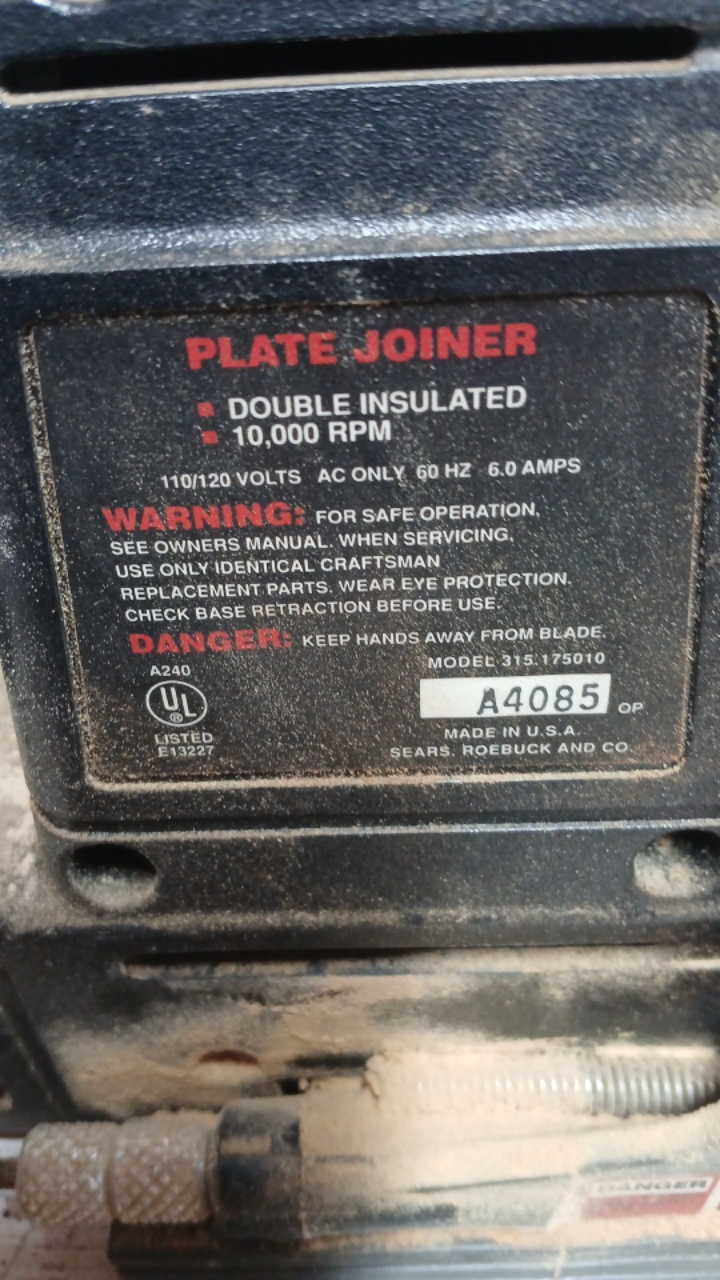 PLATE JOINER
DOUBLE INSULATED
10,000 RPM
110/120 VOLTS AC ONLY 60 HZ 6.0 AMPS
WARNING: FOR SAFE OPERATION,
SEE OWNERS MANUAL. WHEN SERVICING,
USE ONLY IDENTICAL CRAFTSMAN
REPLACEMENT PARTS. WEAR EYE PROTECTION.
CHECK BASE RETRACTION BEFORE USE.
DANGER: KEEP HANDS AWAY FROM BLADE.
A240
UL
®
LISTED
E13227
MODEL 315.175010
A4085 OP
MADE IN U.S.A.
SEARS, ROEBUCK AND CO.
DANGER